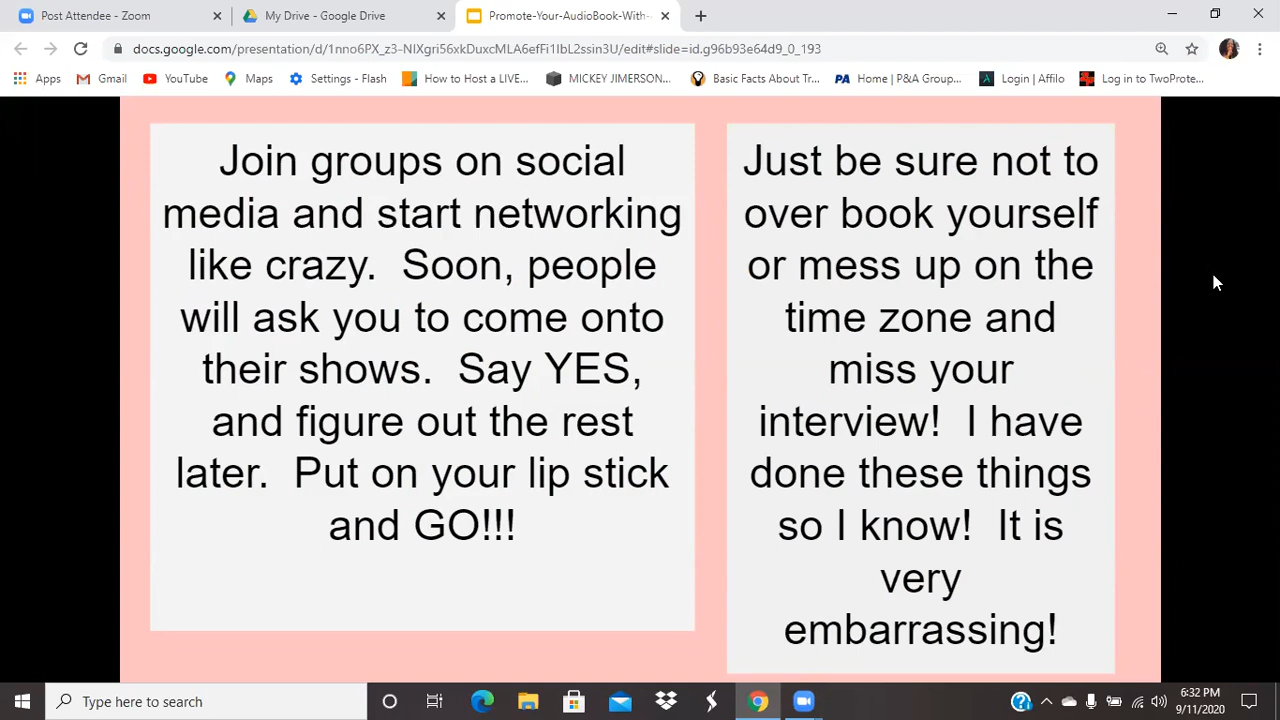 Post Attendee - Zoom
My Drive - Google Drive
Promote-Your-AudioBook-With-
docs.google.com/presentation/d/1nno6PX_z3-NIXgri56xkDuxcMLA6efFi1IbL2ssin3U/edit#slide=id.g96b93e64d9_0_193
Apps
Gmail
YouTube
Maps
Settings - Flash
How to Host a LIVE...
MICKEY JIMERSON...
Basic Facts About Tr...
PA Home | P&A Group...
Login | Affilo
Log in to TwoProte...
Join groups on social
media and start networking
like crazy. Soon, people
will ask you to come onto
their shows. Say YES,
and figure out the rest
later. Put on your lip stick
and GO!!!
Just be sure not to
over book yourself
or mess up on the
time zone and
miss your
interview! I have
done these things
so I know! It is
very
embarrassing!
Type here to search
6:32 PM
9/11/2020